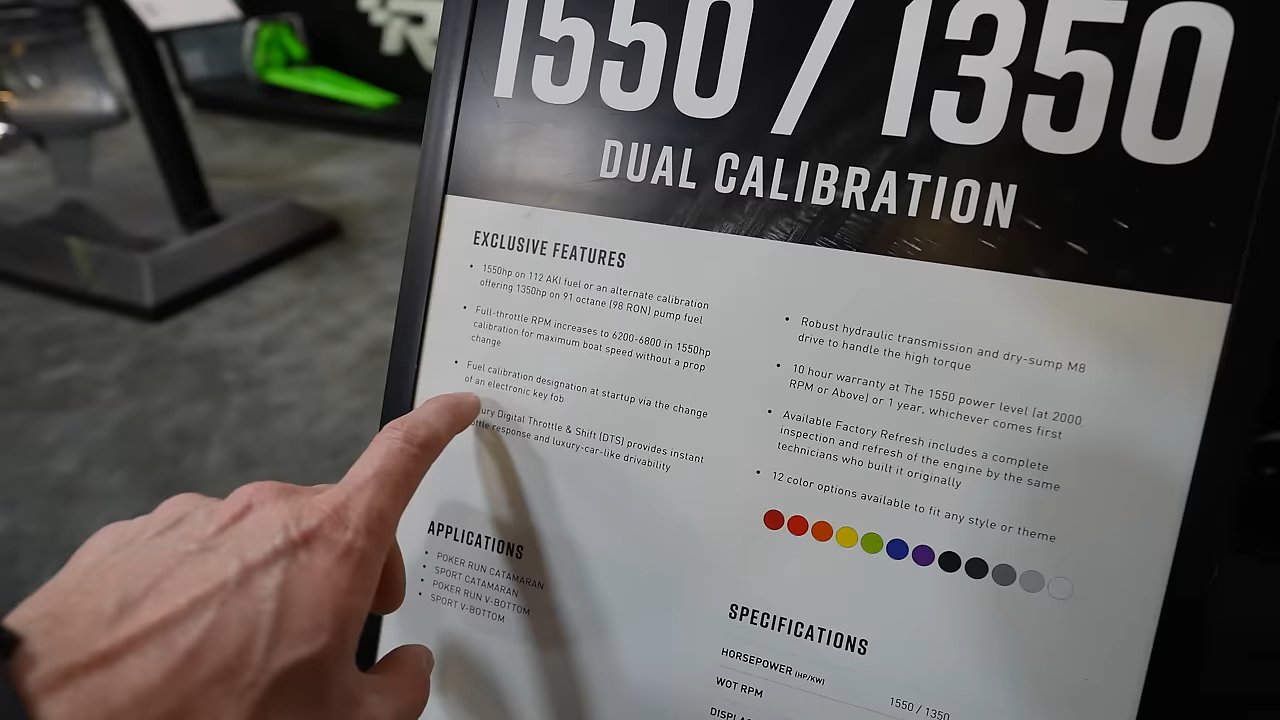 1550 / 1350
DUAL CALIBRATION
EXCLUSIVE FEATURES
• 1550hp on 112 AKI fuel or an alternate calibration
offering 1350hp on 91 octane (98 RON) pump fuel
• Full-throttle RPM increases to 6200-6800 in 1550hp
calibration for maximum boat speed without a prop
change
• Fuel calibration designation at startup via the change
of an electronic key fob
Digital Throttle & Shift (DTS) provides instant
response and luxury-car-like drivability
APPLICATIONS
• POKER RUN CATAMARAN
• SPORT CATAMARAN
• POKER RUN V-BOTTOM
• SPORT V-BOTTOM
• Robust hydraulic transmission and dry-sump M8
drive to handle the high torque
• 10 hour warranty at The 1550 power level (at 2000
RPM or Above) or 1 year, whichever comes first
• Available Factory Refresh includes a complete
inspection and refresh of the engine by the same
technicians who built it originally
• 12 color options available to fit any style or theme
SPECIFICATIONS
HORSEPOWER (HP/KW) 1550 / 1350
WOT RPM